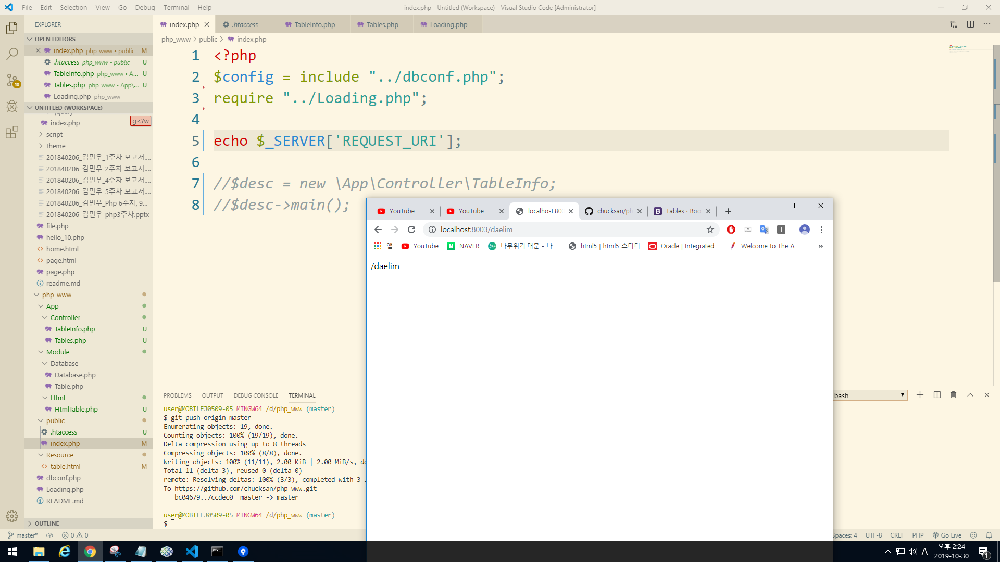 File Edit Selection View Go Debug Terminal Help
index.php - Untitled (Workspace) - Visual Studio Code [Administrator]
EXPLORER
OPEN EDITORS
index.php php_www • public M
.htaccess php_www • public U
TableInfo.php php_www • A... U
Tables.php php_www • App\... U
Loading.php php_www
UNTITLED (WORKSPACE)
index.php
g<?w
script
theme
201840206_김민우_1주차 보고서....
201840206_김민우_2주차 보고서....
201840206_김민우_4주차 보고서....
201840206_김민우_5주차 보고서....
201840206_김민우_Php 6주차, 9...
201840206_김민우_php3주차.pptx
file.php
hello_10.php
home.html
page.html
page.php
readme.md
php_www
App
Controller
TableInfo.php U
Tables.php U
Module
Database
Database.php
Table.php
Html
HtmlTable.php U
public
.htaccess U
index.php M
Resource
table.html M
dbconf.php
Loading.php
README.md
OUTLINE
10
index.php .htaccess TableInfo.php Tables.php Loading.php
php_www > public > index.php
1 <?php
2 $config = include "../dbconf.php";
3 require "../Loading.php";
4
5 echo $_SERVER['REQUEST_URI'];
6
7 //$desc = new \App\Controller\TableInfo;
8 //$desc->main();
YouTube YouTube localhost:800 chucksan/ph Tables · Boo
localhost:8003/daelim
앱 YouTube NAVER 나무위키:대문 - 나... html5 | html5 스터디 Oracle | Integrated... Welcome to The A... »
/daelim
PROBLEMS OUTPUT DEBUG CONSOLE TERMINAL
bash
user@MOBILEJ0509-05 MINGW64 /d/php_www (master)
$ git push origin master
Enumerating objects: 19, done.
Counting objects: 100% (19/19), done.
Delta compression using up to 8 threads
Compressing objects: 100% (8/8), done.
Writing objects: 100% (11/11), 2.00 KiB | 2.00 MiB/s, do
Total 11 (delta 3), reused 0 (delta 0)
remote: Resolving deltas: 100% (3/3), completed with 3
To https://github.com/chucksan/php_www.git
bc04679..7ccdec0 master -> master
user@MOBILEJ0509-05 MINGW64 /d/php_www (master)
$
master* 0 0
Spaces: 4 UTF-8 CRLF PHP Go Live
A 오후 2:24
2019-10-30
1